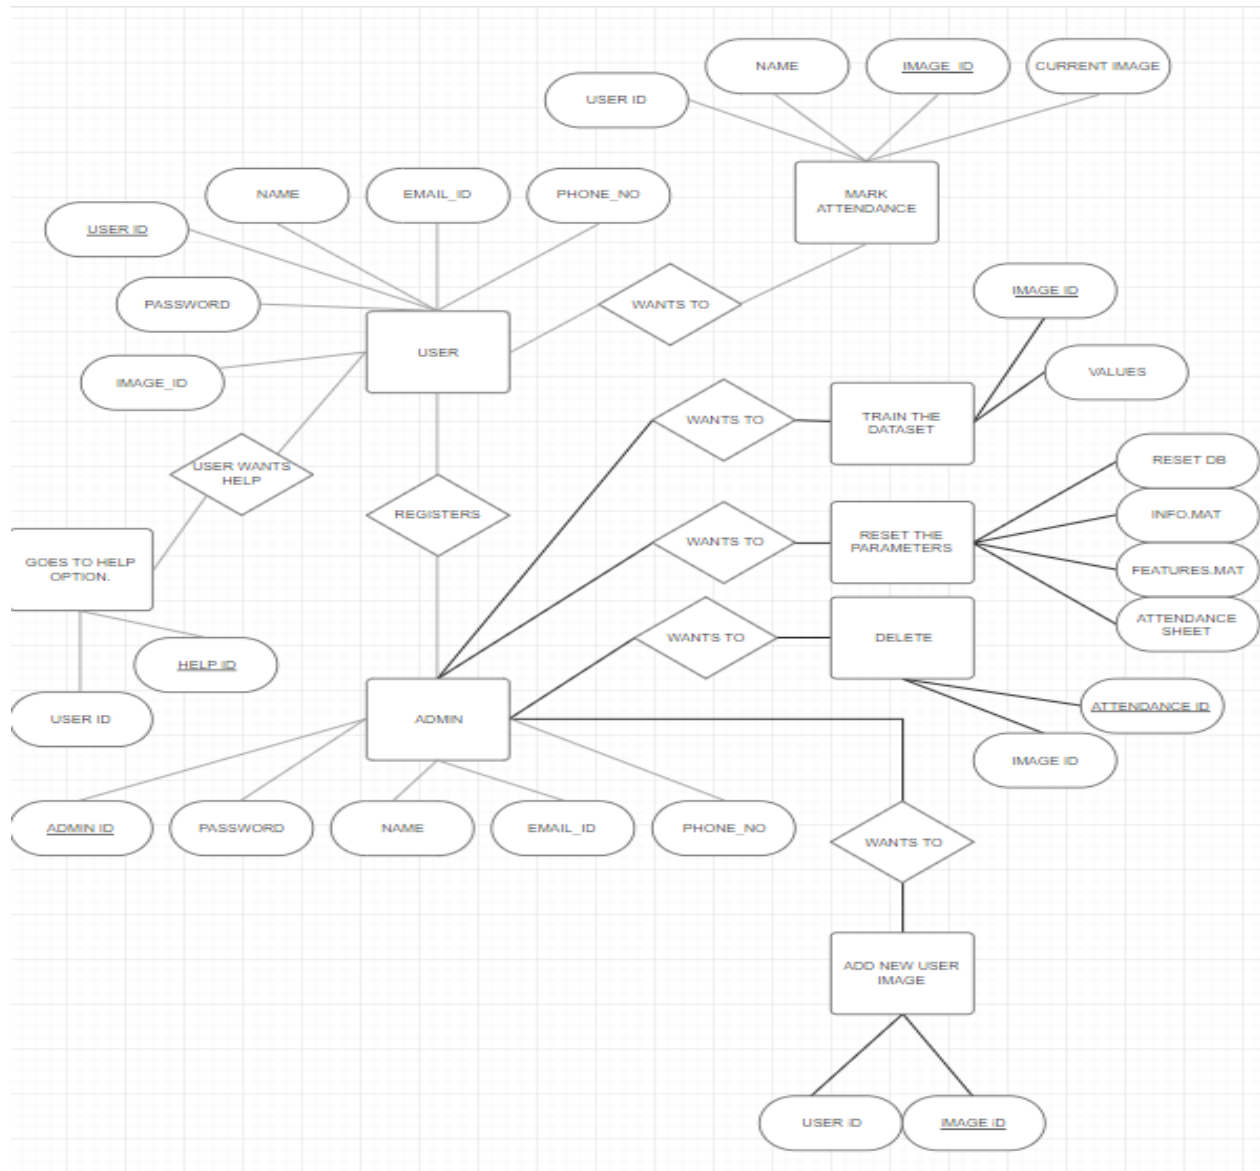 NAME
IMAGE_ID
CURRENT IMAGE
USER ID
MARK
ATTENDANCE
NAME
EMAIL_ID
PHONE_NO
USER ID
PASSWORD
WANTS TO
IMAGE ID
USER
IMAGE_ID
VALUES
WANTS TO
TRAIN THE
DATASET
USER WANTS
HELP
RESET DB
REGISTERS
INFO.MAT
WANTS TO
RESET THE
PARAMETERS
GOES TO HELP
OPTION.
FEATURES.MAT
ATTENDANCE
SHEET
WANTS TO
DELETE
HELP ID
USER ID
ADMIN
ATTENDANCE ID
IMAGE ID
ADMIN ID
PASSWORD
NAME
EMAIL_ID
PHONE_NO
WANTS TO
ADD NEW USER
IMAGE
USER ID
IMAGE ID